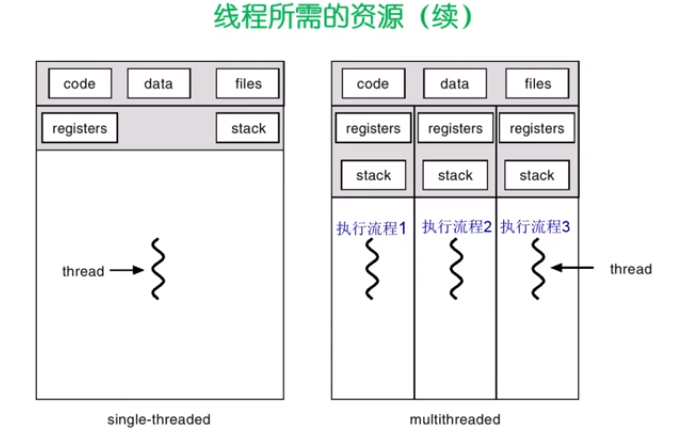 线程所需的资源（续）
code data files
registers stack
thread
single-threaded
code data files
registers registers registers
stack stack stack
执行流程1 执行流程2 执行流程3
thread
multithreaded